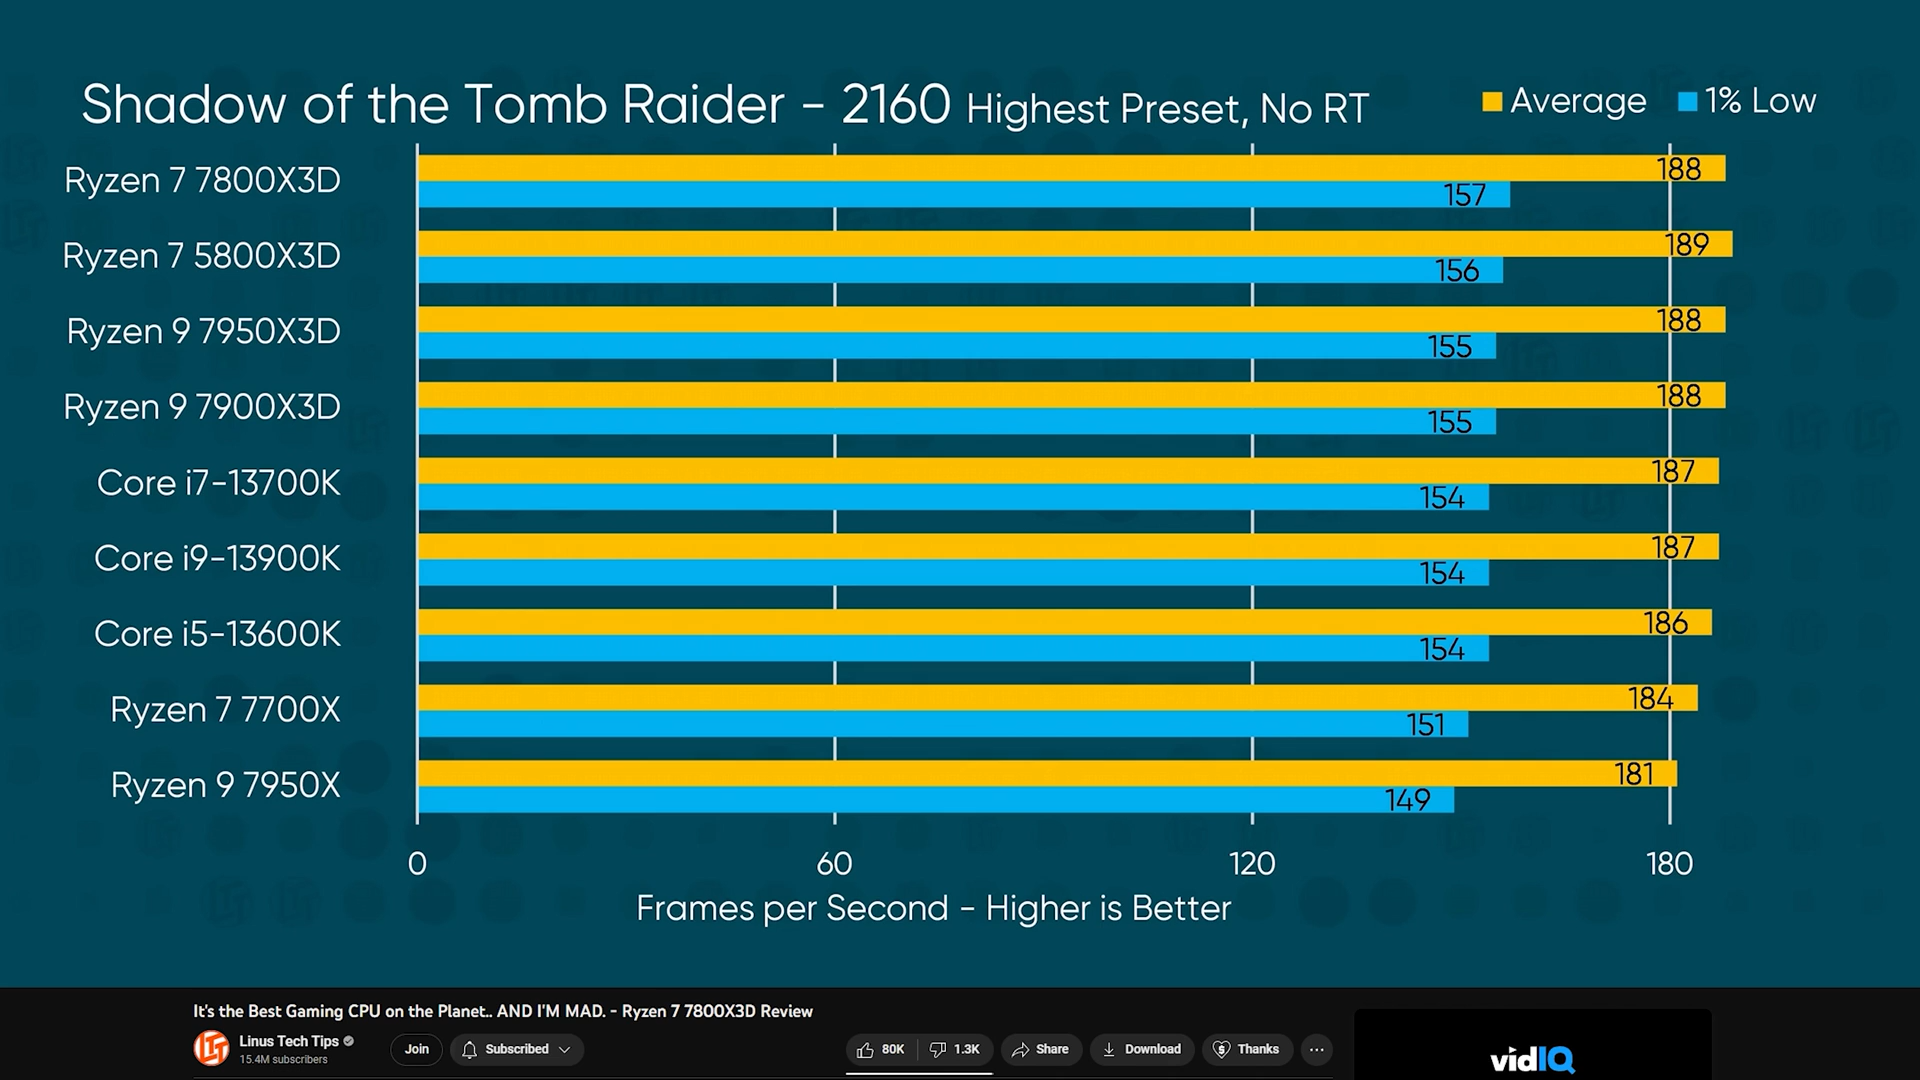 Shadow of the Tomb Raider - 2160 Highest Preset, No RT
Average 1% Low
Ryzen 7 7800X3D 188
157
Ryzen 7 5800X3D 189
156
Ryzen 9 7950X3D 188
155
Ryzen 9 7900X3D 188
155
Core i7-13700K 187
154
Core i9-13900K 187
154
Core i5-13600K 186
154
Ryzen 7 7700X 184
151
Ryzen 9 7950X 181
149
0 60 120 180
Frames per Second - Higher is Better
It's the Best Gaming CPU on the Planet.. AND I'M MAD. - Ryzen 7 7800X3D Review
Linus Tech Tips
15.4M subscribers
Join
Subscribed
80K
1.3K
Share
Download
Thanks
vidIQ